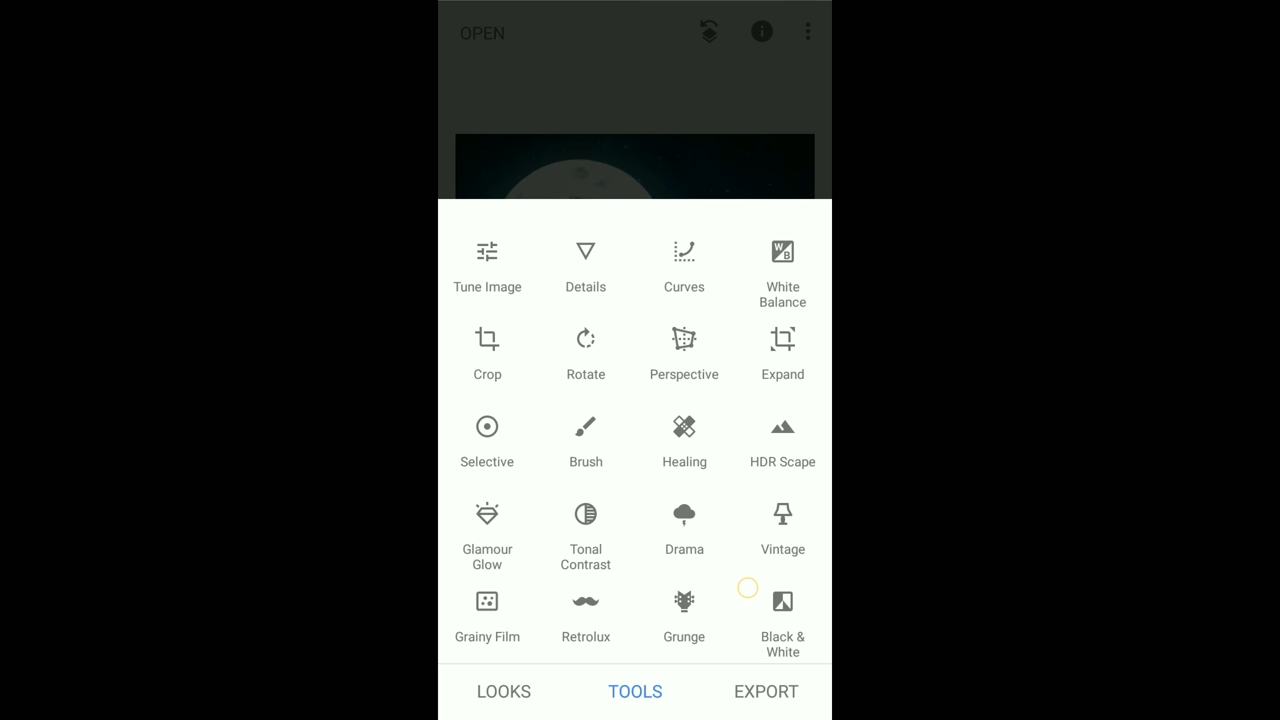 OPEN
Tune Image
Details
Curves
White
Balance
Crop
Rotate
Perspective
Expand
Selective
Brush
Healing
HDR Scape
Glamour
Glow
Tonal
Contrast
Drama
Vintage
Grainy Film
Retrolux
Grunge
Black &
White
LOOKS
TOOLS
EXPORT